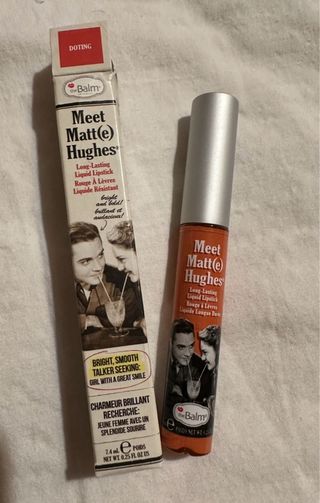 DOTING
theBalm®
Meet
Matt(e)
Hughes®
Long-Lasting
Liquid Lipstick
Rouge À Lèvres
Liquide Résistant
bright
and bold!
brillant et
audacieux!
BRIGHT, SMOOTH
TALKER SEEKING:
GIRL WITH A GREAT SMILE
CHARMEUR BRILLANT
RECHERCHE:
JEUNE FEMME AVEC UN
SPLENDIDE SOURIRE
7.4 ml ℮ POIDS
NET WT. 0.25 FL OZ US
Meet
Matt(e)
Hughes®
Long-Lasting
Liquid Lipstick
Rouge à Lèvres
Liquide Longue
theBalm®